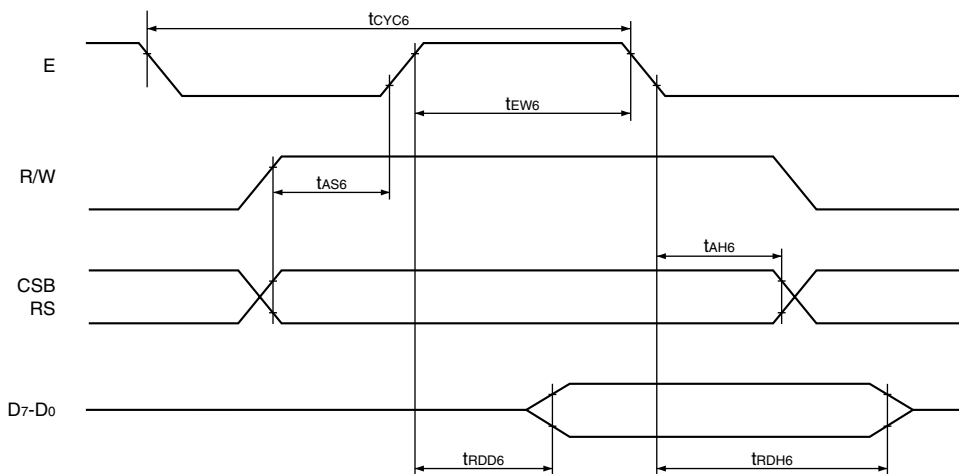 tCYC6
E
tEW6
R/W
tAS6
tAH6
CSB
RS
D7-D0
tRDD6
tRDH6